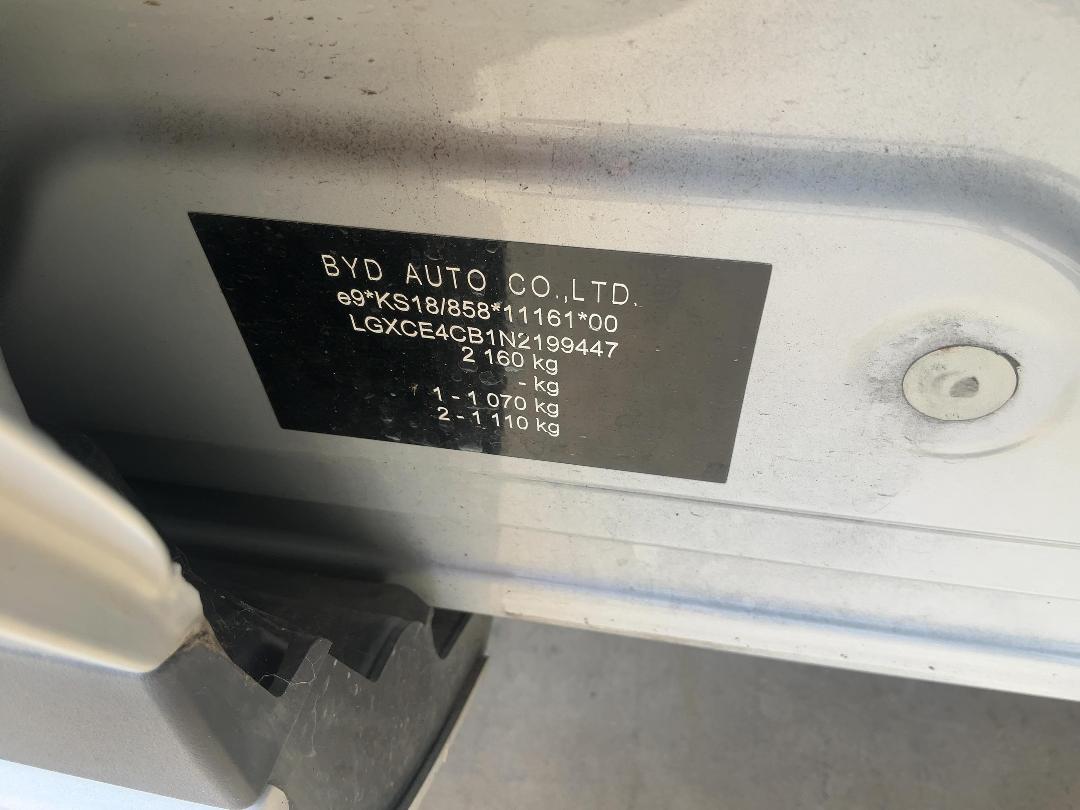 BYD AUTO CO.,LTD.
e9*KS18/858*11161*00
LGXCE4CB1N2199447
2 160 kg
- kg
1 - 1 070 kg
2 - 1 110 kg